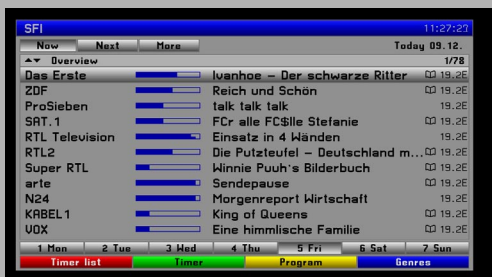 SFI 11:27:27
Now Next More Today 09.12.
Overview 1/78
Das Erste Ivanhoe - Der schwarze Ritter 19.2E
ZDF Reich und Schön 19.2E
ProSieben talk talk talk 19.2E
SAT.1 FCr alle FC$lle Stefanie 19.2E
RTL Television Einsatz in 4 Wänden 19.2E
RTL2 Die Putzteufel - Deutschland m... 19.2E
Super RTL Winnie Puuh's Bilderbuch 19.2E
arte Sendepause 19.2E
N24 Morgenreport Wirtschaft 19.2E
KABEL1 King of Queens 19.2E
VOX Eine himmlische Familie 19.2E
1 Mon 2 Tue 3 Wed 4 Thu 5 Fri 6 Sat 7 Sun
Timer list Timer Program Genres